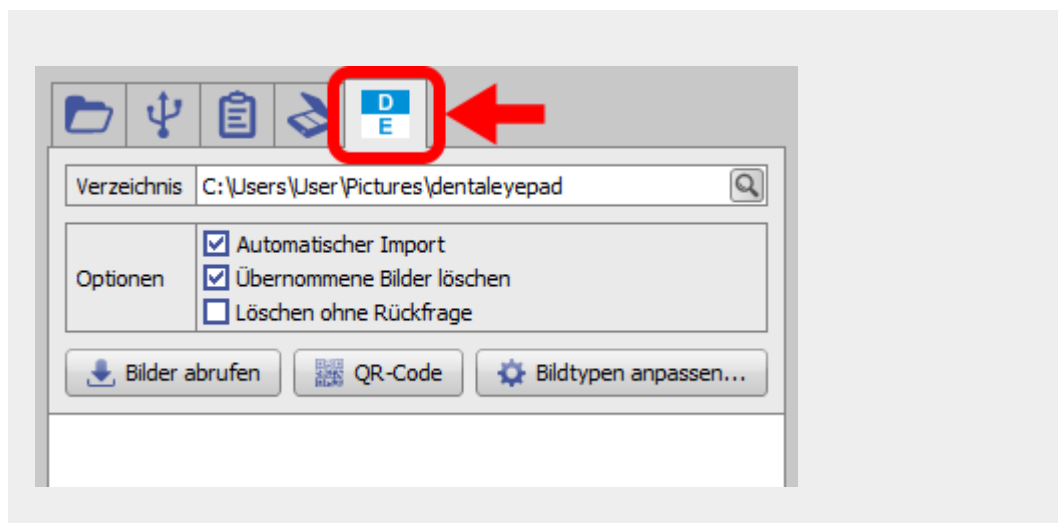 D
E
Verzeichnis C:\Users\User\Pictures\dentaleyepad
Optionen
Automatischer Import
Übernommene Bilder löschen
Löschen ohne Rückfrage
Bilder abrufen QR-Code Bildtypen anpassen...